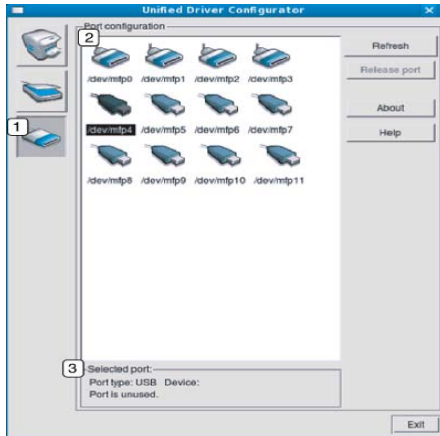 Unified Driver Configurator
Port configuration
2
Refresh
/dev/mfp0 /dev/mfp1 /dev/mfp2 /dev/mfp3
Release port
About
1
/dev/mfp4 /dev/mfp5 /dev/mfp6 /dev/mfp7
Help
/dev/mfp8 /dev/mfp9 /dev/mfp10 /dev/mfp11
3
Selected port:
Port type: USB Device:
Port is unused.
Exit